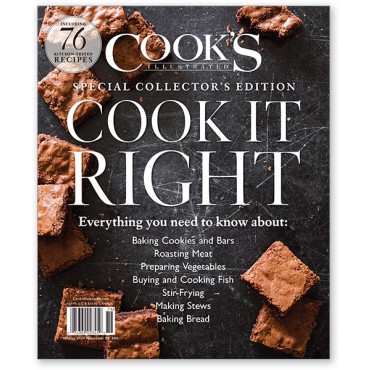 INCLUDING
76
KITCHEN-TESTED
RECIPES
COOK'S
ILLUSTRATED
SPECIAL COLLECTOR'S EDITION
COOK IT
RIGHT
Everything you need to know about:
Baking Cookies and Bars
Roasting Meat
Preparing Vegetables
Buying and Cooking Fish
Stir-Frying
Making Stews
Baking Bread